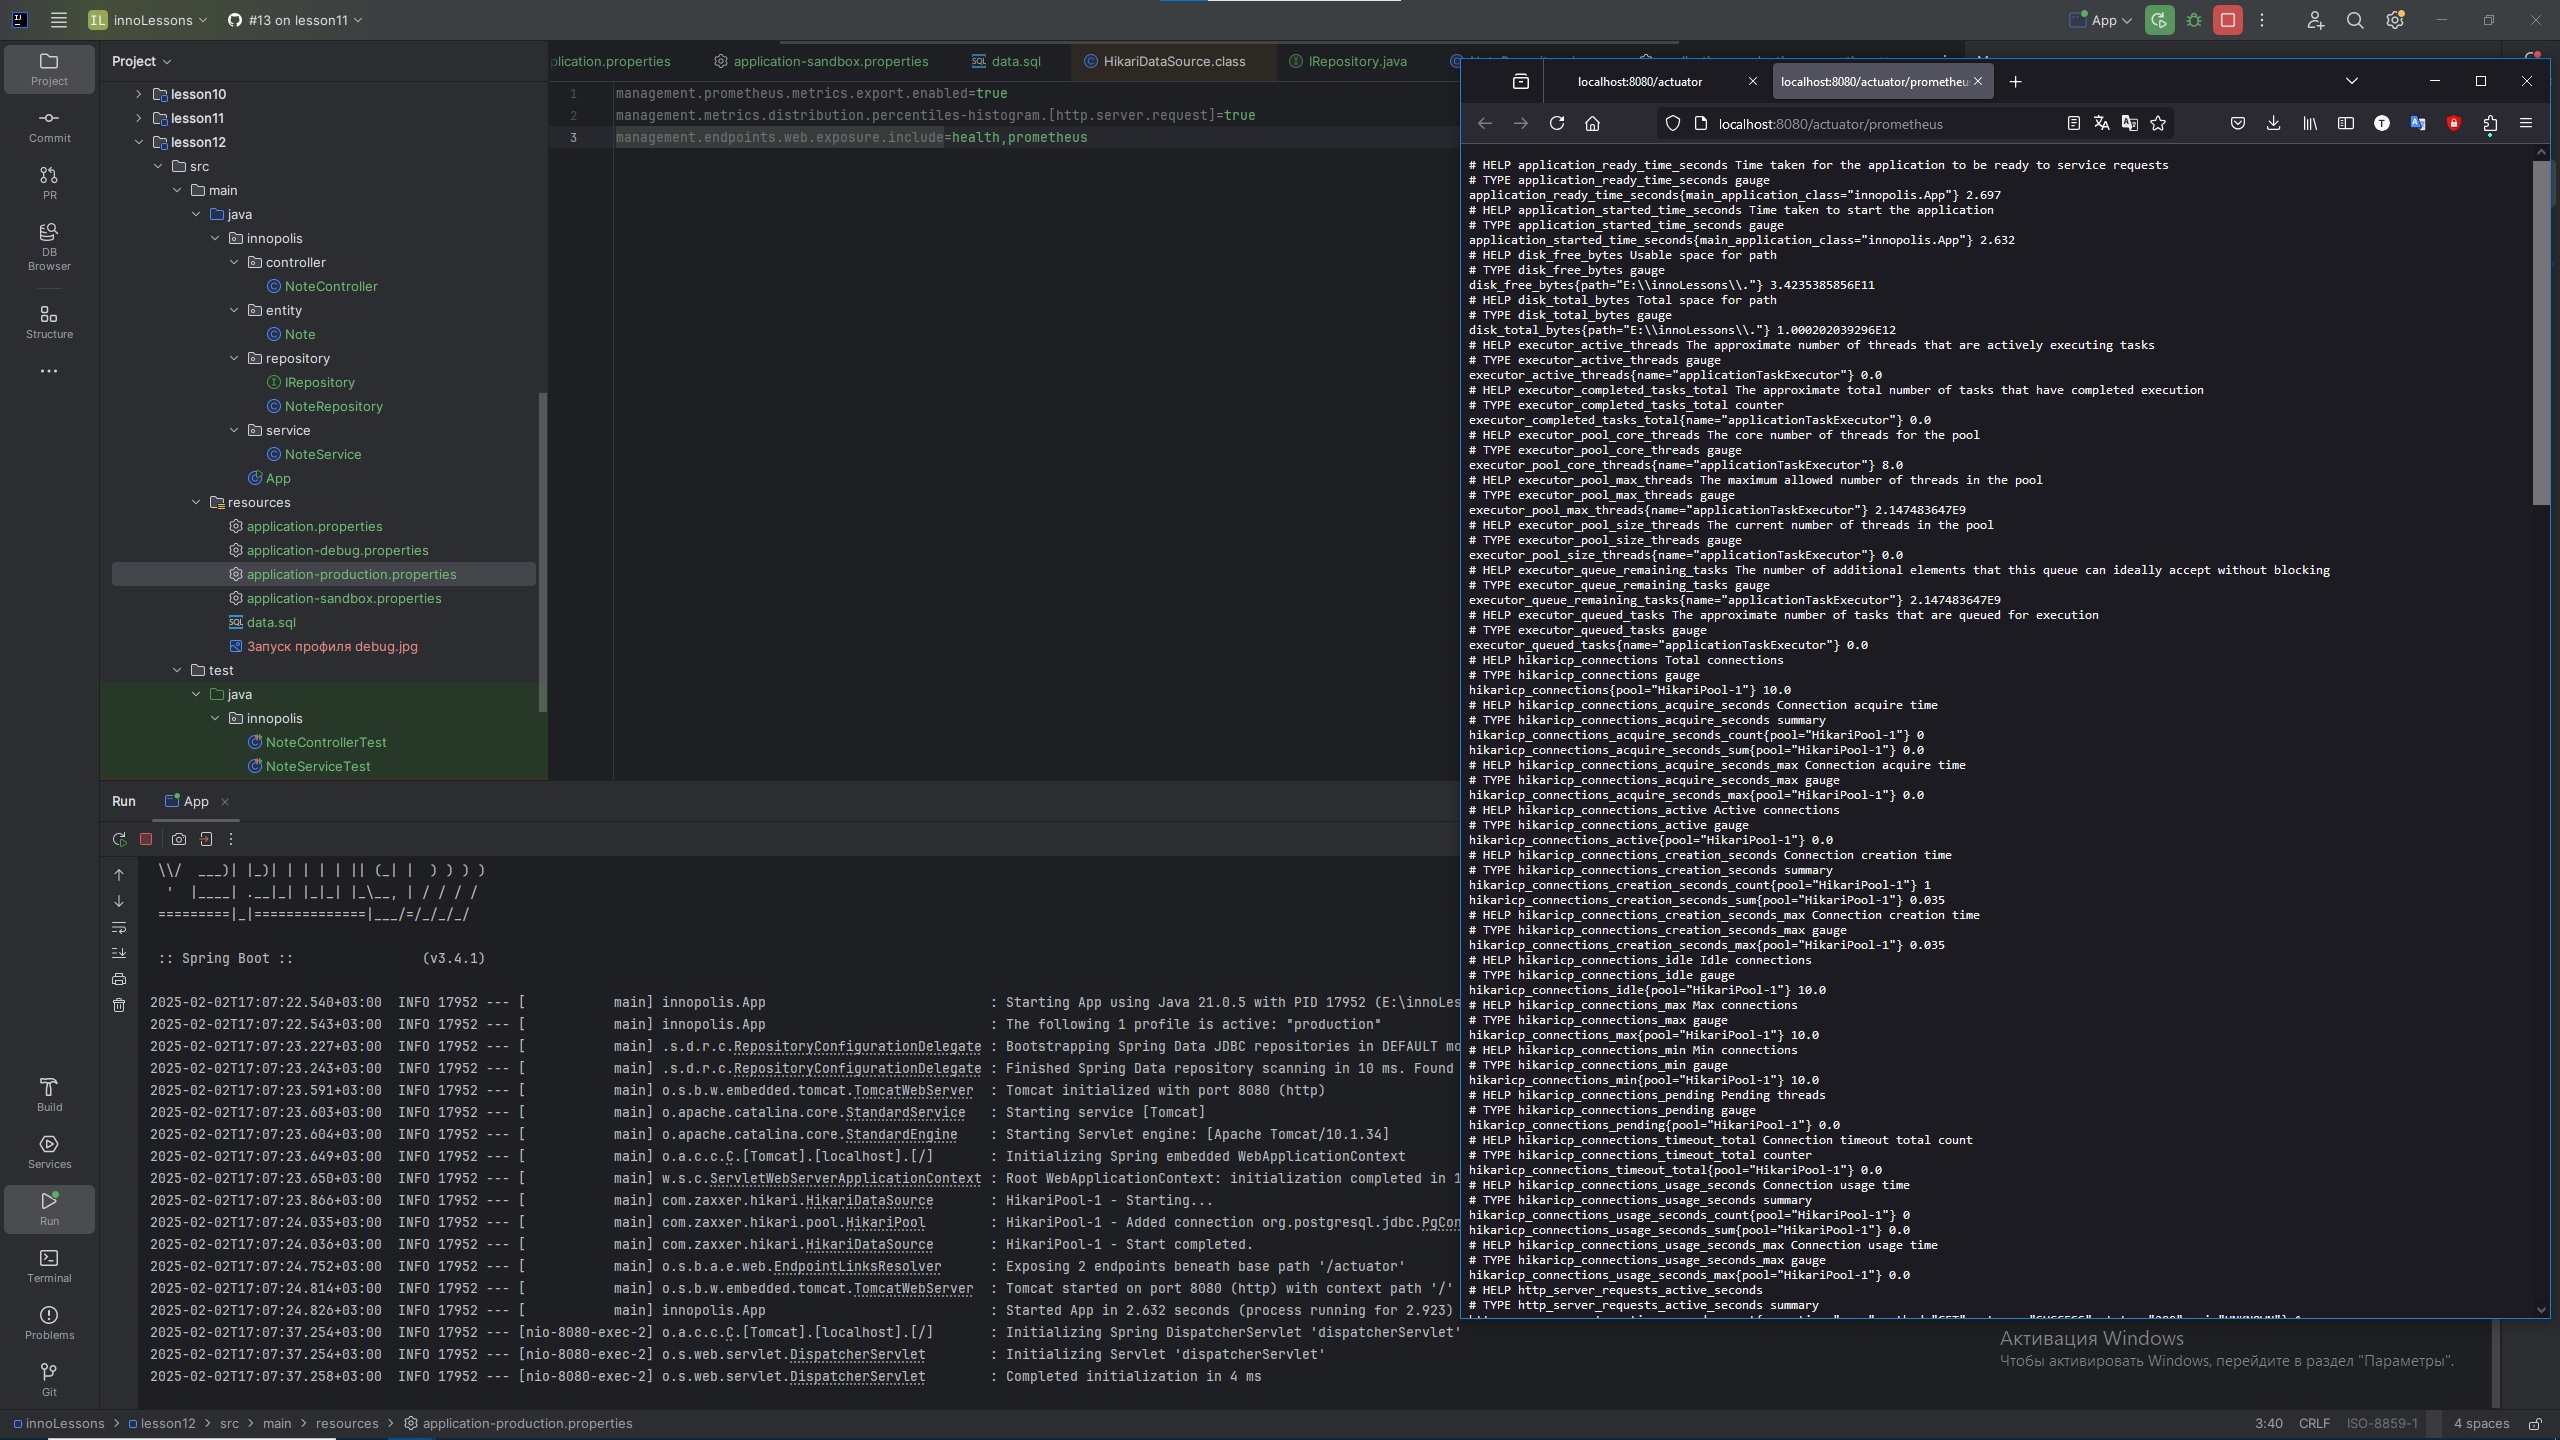 IL innoLessons #13 on lesson11 App
Project
Commit
PR
DB
Browser
Structure
Build
Services
Run
Terminal
Problems
Git
Project
lesson10
lesson11
lesson12
src
main
java
innopolis
controller
NoteController
entity
Note
repository
IRepository
NoteRepository
service
NoteService
App
resources
application.properties
application-debug.properties
application-production.properties
application-sandbox.properties
data.sql
Запуск профиля debug.jpg
test
java
innopolis
NoteControllerTest
NoteServiceTest
plication.properties application-sandbox.properties data.sql HikariDataSource.class IRepository.java
1 management.prometheus.metrics.export.enabled=true
2 management.metrics.distribution.percentiles-histogram.[http.server.request]=true
3 management.endpoints.web.exposure.include=health,prometheus
Run App
:: Spring Boot :: (v3.4.1)
2025-02-02T17:07:22.540+03:00 INFO 17952 --- [ main] innopolis.App : Starting App using Java 21.0.5 with PID 17952 (E:\innoLes
2025-02-02T17:07:22.543+03:00 INFO 17952 --- [ main] innopolis.App : The following 1 profile is active: "production"
2025-02-02T17:07:23.227+03:00 INFO 17952 --- [ main] .s.d.r.c.RepositoryConfigurationDelegate : Bootstrapping Spring Data JDBC repositories in DEFAULT mo
2025-02-02T17:07:23.243+03:00 INFO 17952 --- [ main] .s.d.r.c.RepositoryConfigurationDelegate : Finished Spring Data repository scanning in 10 ms. Found
2025-02-02T17:07:23.591+03:00 INFO 17952 --- [ main] o.s.b.w.embedded.tomcat.TomcatWebServer : Tomcat initialized with port 8080 (http)
2025-02-02T17:07:23.603+03:00 INFO 17952 --- [ main] o.apache.catalina.core.StandardService : Starting service [Tomcat]
2025-02-02T17:07:23.604+03:00 INFO 17952 --- [ main] o.apache.catalina.core.StandardEngine : Starting Servlet engine: [Apache Tomcat/10.1.34]
2025-02-02T17:07:23.649+03:00 INFO 17952 --- [ main] o.a.c.c.C.[Tomcat].[localhost].[/] : Initializing Spring embedded WebApplicationContext
2025-02-02T17:07:23.650+03:00 INFO 17952 --- [ main] w.s.c.ServletWebServerApplicationContext : Root WebApplicationContext: initialization completed in 1
2025-02-02T17:07:23.866+03:00 INFO 17952 --- [ main] com.zaxxer.hikari.HikariDataSource : HikariPool-1 - Starting...
2025-02-02T17:07:24.035+03:00 INFO 17952 --- [ main] com.zaxxer.hikari.pool.HikariPool : HikariPool-1 - Added connection org.postgresql.jdbc.PgCon
2025-02-02T17:07:24.036+03:00 INFO 17952 --- [ main] com.zaxxer.hikari.HikariDataSource : HikariPool-1 - Start completed.
2025-02-02T17:07:24.752+03:00 INFO 17952 --- [ main] o.s.b.a.e.web.EndpointLinksResolver : Exposing 2 endpoints beneath base path '/actuator'
2025-02-02T17:07:24.814+03:00 INFO 17952 --- [ main] o.s.b.w.embedded.tomcat.TomcatWebServer : Tomcat started on port 8080 (http) with context path '/'
2025-02-02T17:07:24.826+03:00 INFO 17952 --- [ main] innopolis.App : Started App in 2.632 seconds (process running for 2.923)
2025-02-02T17:07:37.254+03:00 INFO 17952 --- [nio-8080-exec-2] o.a.c.c.C.[Tomcat].[localhost].[/] : Initializing Spring DispatcherServlet 'dispatcherServlet'
2025-02-02T17:07:37.254+03:00 INFO 17952 --- [nio-8080-exec-2] o.s.web.servlet.DispatcherServlet : Initializing Servlet 'dispatcherServlet'
2025-02-02T17:07:37.258+03:00 INFO 17952 --- [nio-8080-exec-2] o.s.web.servlet.DispatcherServlet : Completed initialization in 4 ms
localhost:8080/actuator localhost:8080/actuator/prometheu
localhost:8080/actuator/prometheus
# HELP application_ready_time_seconds Time taken for the application to be ready to service requests
# TYPE application_ready_time_seconds gauge
application_ready_time_seconds{main_application_class="innopolis.App"} 2.697
# HELP application_started_time_seconds Time taken to start the application
# TYPE application_started_time_seconds gauge
application_started_time_seconds{main_application_class="innopolis.App"} 2.632
# HELP disk_free_bytes Usable space for path
# TYPE disk_free_bytes gauge
disk_free_bytes{path="E:\\innoLessons\\."} 3.4235385856E11
# HELP disk_total_bytes Total space for path
# TYPE disk_total_bytes gauge
disk_total_bytes{path="E:\\innoLessons\\."} 1.000202039296E12
# HELP executor_active_threads The approximate number of threads that are actively executing tasks
# TYPE executor_active_threads gauge
executor_active_threads{name="applicationTaskExecutor"} 0.0
# HELP executor_completed_tasks_total The approximate total number of tasks that have completed execution
# TYPE executor_completed_tasks_total counter
executor_completed_tasks_total{name="applicationTaskExecutor"} 0.0
# HELP executor_pool_core_threads The core number of threads for the pool
# TYPE executor_pool_core_threads gauge
executor_pool_core_threads{name="applicationTaskExecutor"} 8.0
# HELP executor_pool_max_threads The maximum allowed number of threads in the pool
# TYPE executor_pool_max_threads gauge
executor_pool_max_threads{name="applicationTaskExecutor"} 2.147483647E9
# HELP executor_pool_size_threads The current number of threads in the pool
# TYPE executor_pool_size_threads gauge
executor_pool_size_threads{name="applicationTaskExecutor"} 0.0
# HELP executor_queue_remaining_tasks The number of additional elements that this queue can ideally accept without blocking
# TYPE executor_queue_remaining_tasks gauge
executor_queue_remaining_tasks{name="applicationTaskExecutor"} 2.147483647E9
# HELP executor_queued_tasks The approximate number of tasks that are queued for execution
# TYPE executor_queued_tasks gauge
executor_queued_tasks{name="applicationTaskExecutor"} 0.0
# HELP hikaricp_connections Total connections
# TYPE hikaricp_connections gauge
hikaricp_connections{pool="HikariPool-1"} 10.0
# HELP hikaricp_connections_acquire_seconds Connection acquire time
# TYPE hikaricp_connections_acquire_seconds summary
hikaricp_connections_acquire_seconds_count{pool="HikariPool-1"} 0
hikaricp_connections_acquire_seconds_sum{pool="HikariPool-1"} 0.0
# HELP hikaricp_connections_acquire_seconds_max Connection acquire time
# TYPE hikaricp_connections_acquire_seconds_max gauge
hikaricp_connections_acquire_seconds_max{pool="HikariPool-1"} 0.0
# HELP hikaricp_connections_active Active connections
# TYPE hikaricp_connections_active gauge
hikaricp_connections_active{pool="HikariPool-1"} 0.0
# HELP hikaricp_connections_creation_seconds Connection creation time
# TYPE hikaricp_connections_creation_seconds summary
hikaricp_connections_creation_seconds_count{pool="HikariPool-1"} 1
hikaricp_connections_creation_seconds_sum{pool="HikariPool-1"} 0.035
# HELP hikaricp_connections_creation_seconds_max Connection creation time
# TYPE hikaricp_connections_creation_seconds_max gauge
hikaricp_connections_creation_seconds_max{pool="HikariPool-1"} 0.035
# HELP hikaricp_connections_idle Idle connections
# TYPE hikaricp_connections_idle gauge
hikaricp_connections_idle{pool="HikariPool-1"} 10.0
# HELP hikaricp_connections_max Max connections
# TYPE hikaricp_connections_max gauge
hikaricp_connections_max{pool="HikariPool-1"} 10.0
# HELP hikaricp_connections_min Min connections
# TYPE hikaricp_connections_min gauge
hikaricp_connections_min{pool="HikariPool-1"} 10.0
# HELP hikaricp_connections_pending Pending threads
# TYPE hikaricp_connections_pending gauge
hikaricp_connections_pending{pool="HikariPool-1"} 0.0
# HELP hikaricp_connections_timeout_total Connection timeout total count
# TYPE hikaricp_connections_timeout_total counter
hikaricp_connections_timeout_total{pool="HikariPool-1"} 0.0
# HELP hikaricp_connections_usage_seconds Connection usage time
# TYPE hikaricp_connections_usage_seconds summary
hikaricp_connections_usage_seconds_count{pool="HikariPool-1"} 0
hikaricp_connections_usage_seconds_sum{pool="HikariPool-1"} 0.0
# HELP hikaricp_connections_usage_seconds_max Connection usage time
# TYPE hikaricp_connections_usage_seconds_max gauge
hikaricp_connections_usage_seconds_max{pool="HikariPool-1"} 0.0
# HELP http_server_requests_active_seconds
# TYPE http_server_requests_active_seconds summary
Активация Windows
Чтобы активировать Windows, перейдите в раздел "Параметры".
innoLessons > lesson12 > src > main > resources > application-production.properties 3:40 CRLF ISO-8859-1 4 spaces